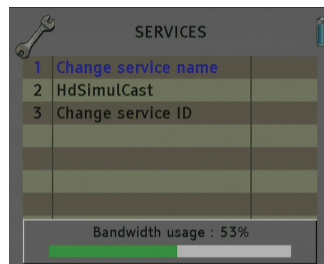 SERVICES
1 Change service name
2 HdSimulCast
3 Change service ID
Bandwidth usage : 53%